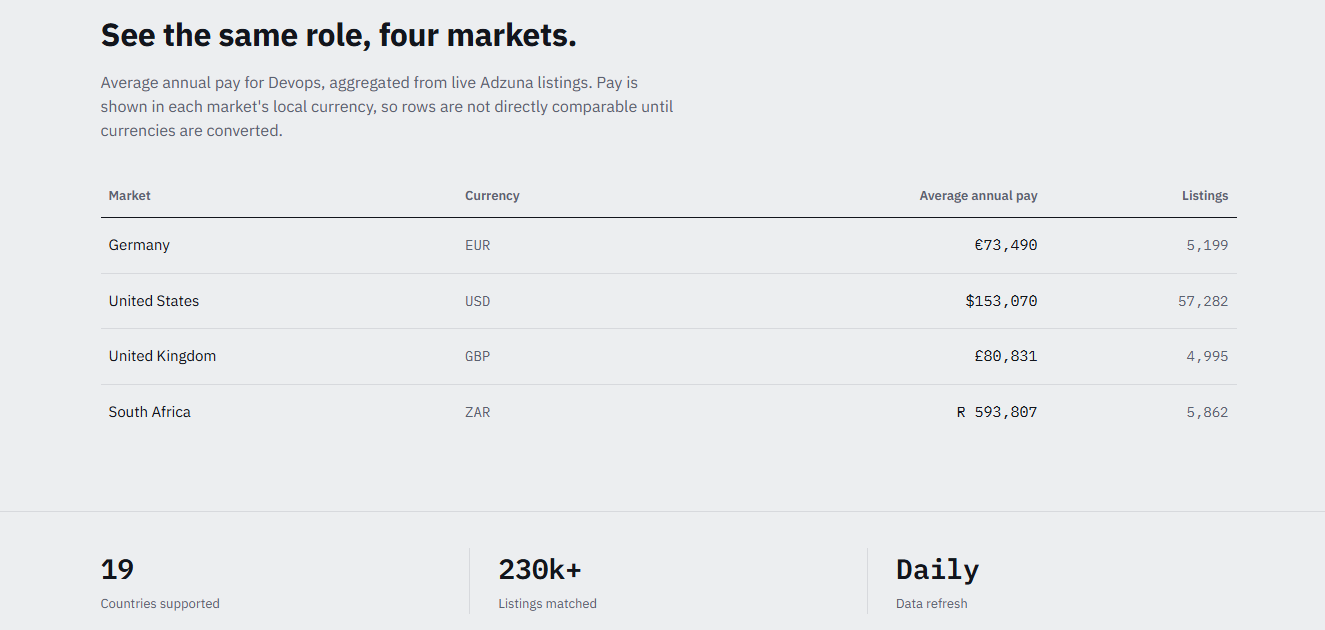 See the same role, four markets.
Average annual pay for Devops, aggregated from live Adzuna listings. Pay is
shown in each market's local currency, so rows are not directly comparable until
currencies are converted.
Market Currency Average annual pay Listings
Germany EUR €73,490 5,199
United States USD $153,070 57,282
United Kingdom GBP £80,831 4,995
South Africa ZAR R 593,807 5,862
19 230k+ Daily
Countries supported Listings matched Data refresh